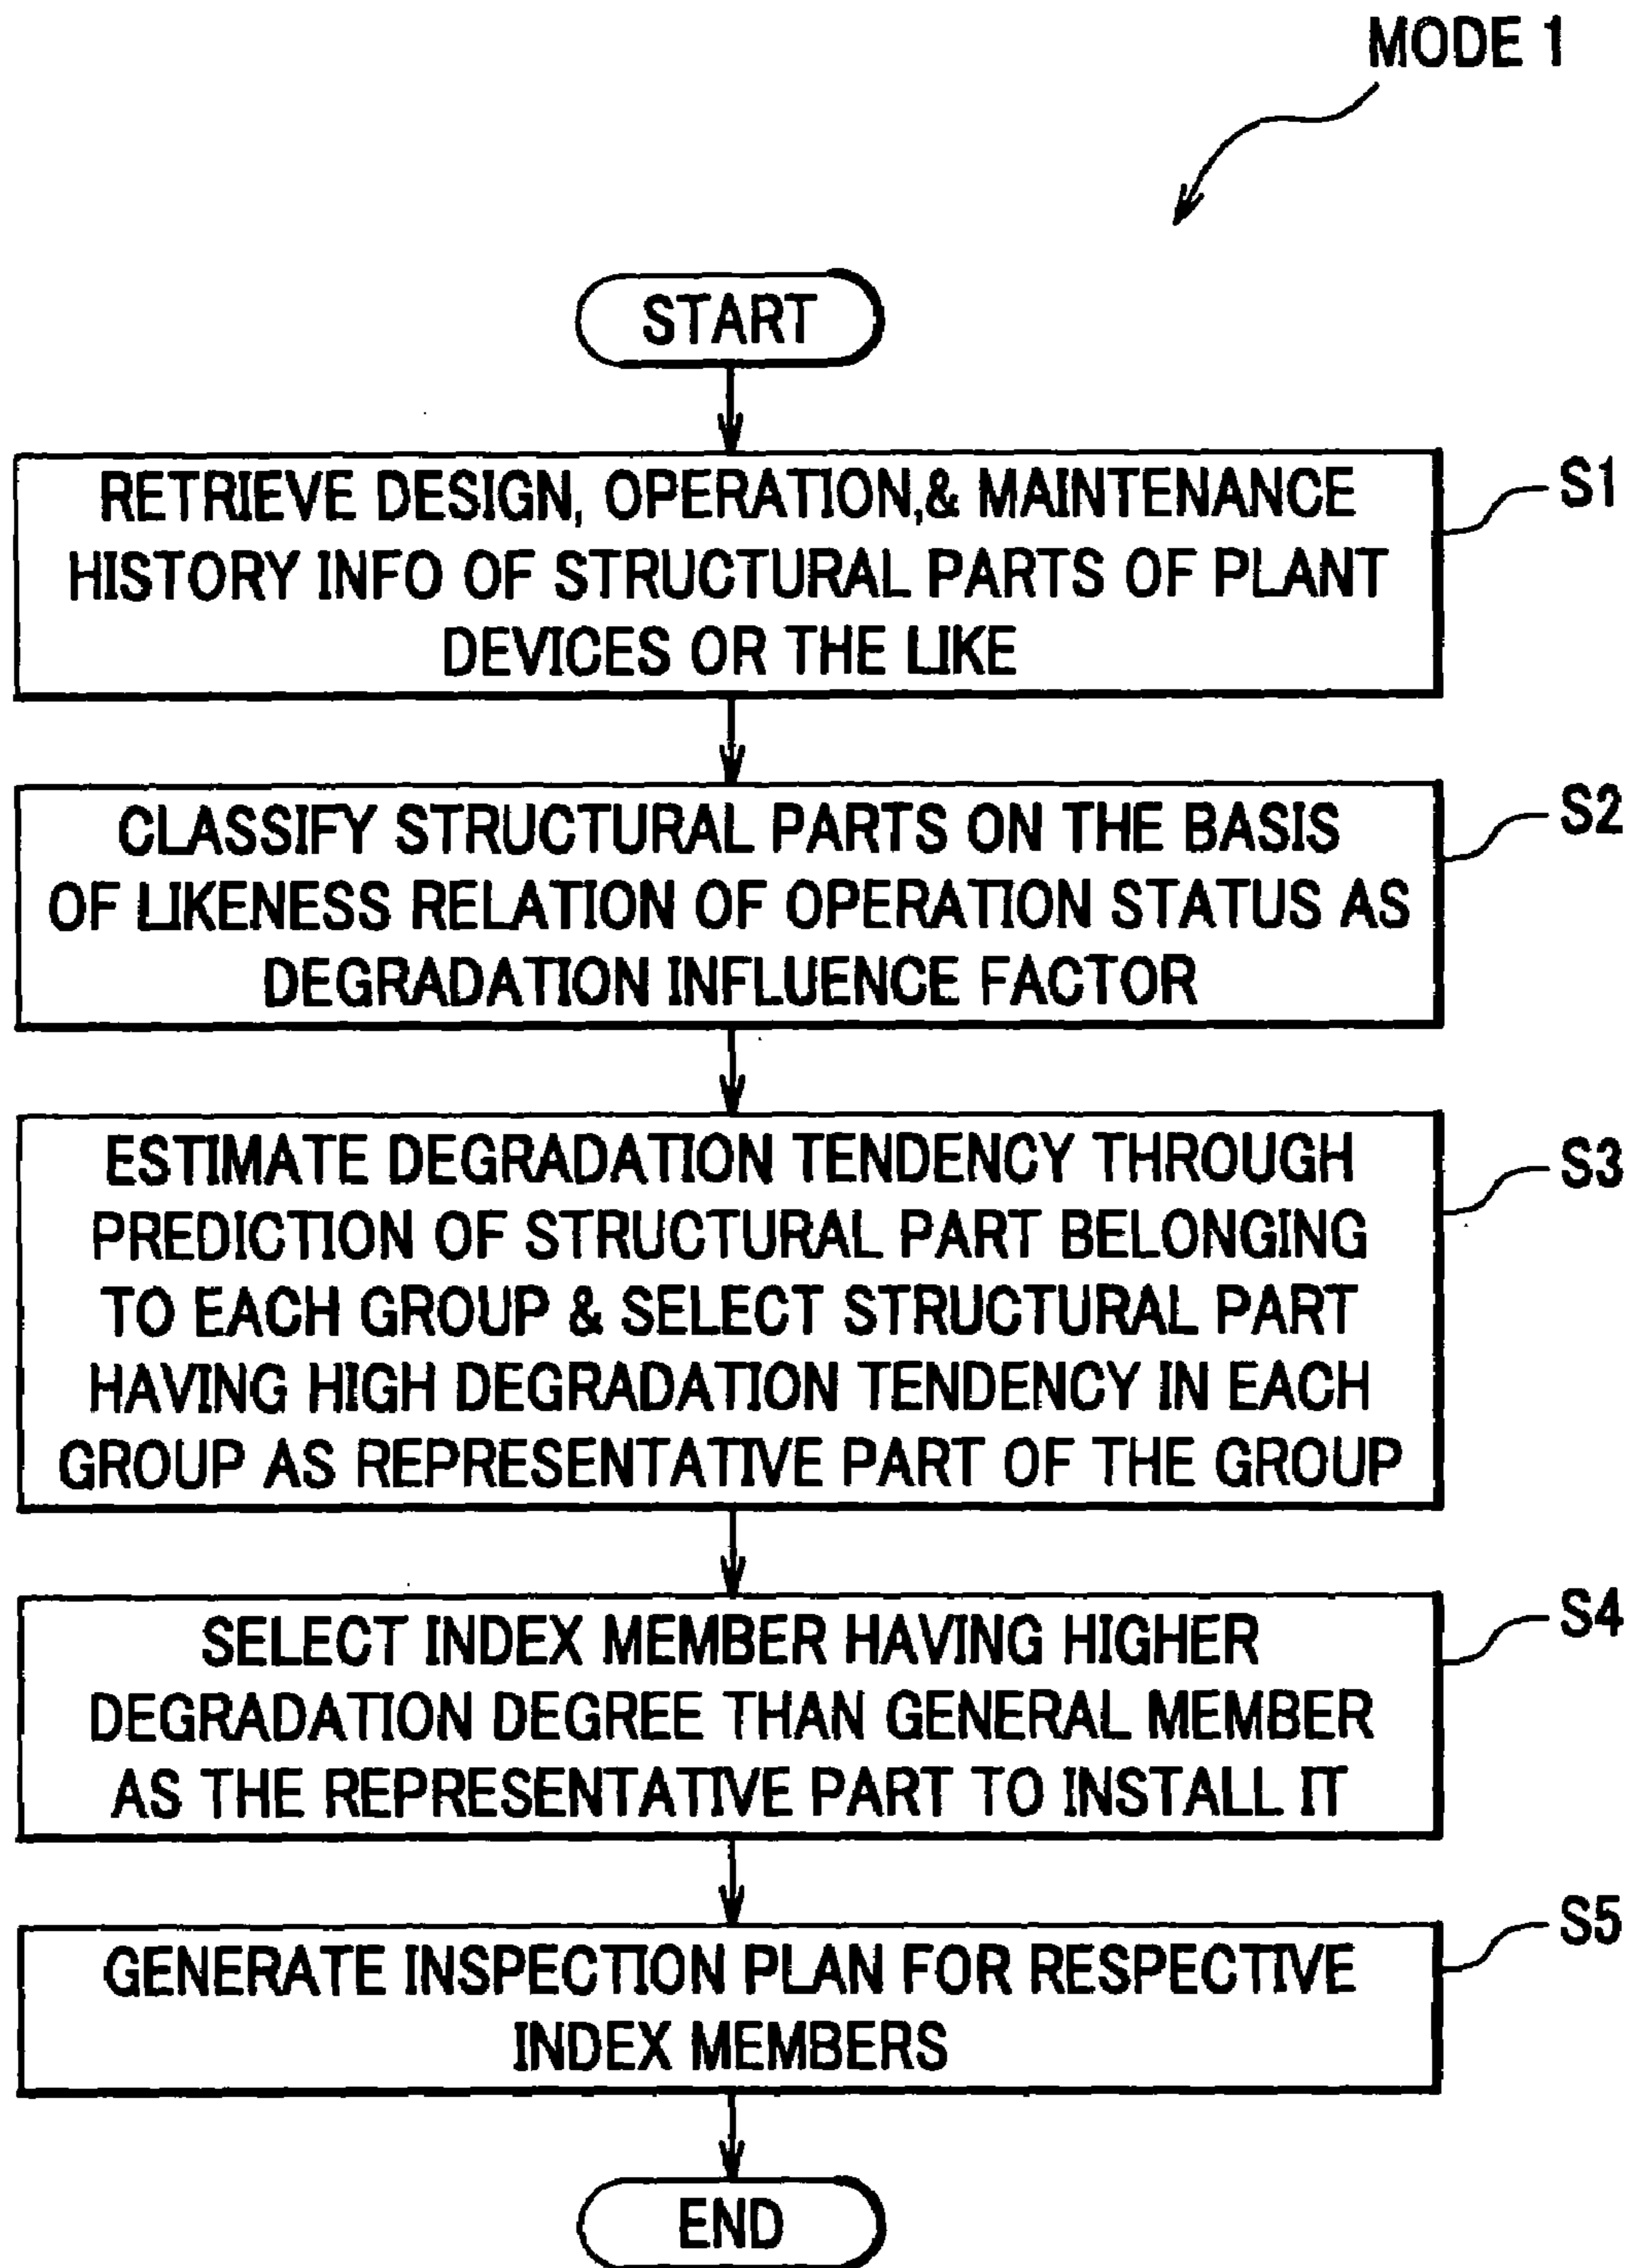 MODE 1
START
RETRIEVE DESIGN, OPERATION,& MAINTENANCE
HISTORY INFO OF STRUCTURAL PARTS OF PLANT
DEVICES OR THE LIKE
S1
CLASSIFY STRUCTURAL PARTS ON THE BASIS
OF LIKENESS RELATION OF OPERATION STATUS AS
DEGRADATION INFLUENCE FACTOR
S2
ESTIMATE DEGRADATION TENDENCY THROUGH
PREDICTION OF STRUCTURAL PART BELONGING
TO EACH GROUP & SELECT STRUCTURAL PART
HAVING HIGH DEGRADATION TENDENCY IN EACH
GROUP AS REPRESENTATIVE PART OF THE GROUP
S3
SELECT INDEX MEMBER HAVING HIGHER
DEGRADATION DEGREE THAN GENERAL MEMBER
AS THE REPRESENTATIVE PART TO INSTALL IT
S4
GENERATE INSPECTION PLAN FOR RESPECTIVE
INDEX MEMBERS
S5
END